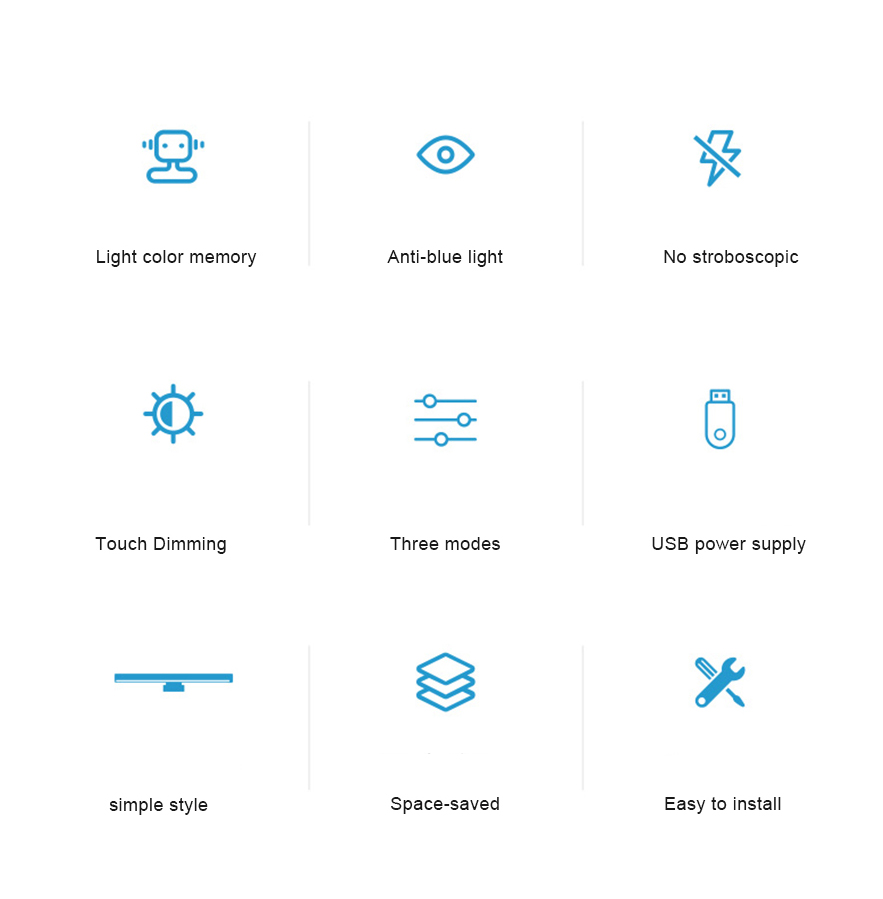 Light color memory
Anti-blue light
No stroboscopic
Touch Dimming
Three modes
USB power supply
simple style
Space-saved
Easy to install